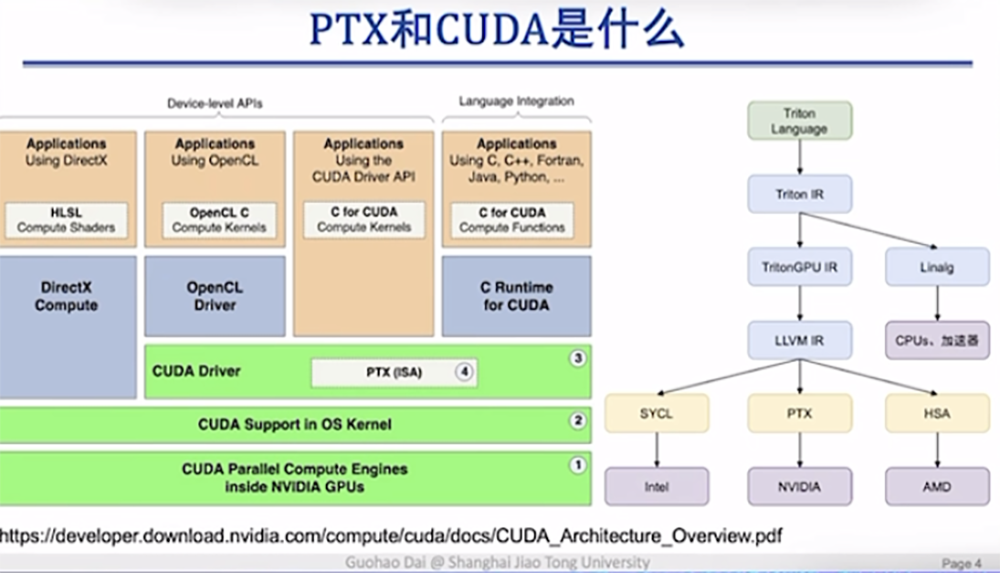 PTX和CUDA是什么
Device-level APIs
Language Integration
Applications
Using DirectX
HLSL
Compute Shaders
Applications
Using OpenCL
OpenCL C
Compute Kernels
Applications
Using the
CUDA Driver API
C for CUDA
Compute Kernels
Applications
Using C, C++, Fortran,
Java, Python, ...
C for CUDA
Compute Functions
DirectX
Compute
OpenCL
Driver
C Runtime
for CUDA
CUDA Driver
PTX (ISA)
4
3
CUDA Support in OS Kernel
2
CUDA Parallel Compute Engines
inside NVIDIA GPUs
1
Triton
Language
Triton IR
TritonGPU IR
Linalg
LLVM IR
CPUs、加速器
SYCL
PTX
HSA
Intel
NVIDIA
AMD
https://developer.download.nvidia.com/compute/cuda/docs/CUDA_Architecture_Overview.pdf
Guohao Dai @ Shanghai Jiao Tong University
Page 4